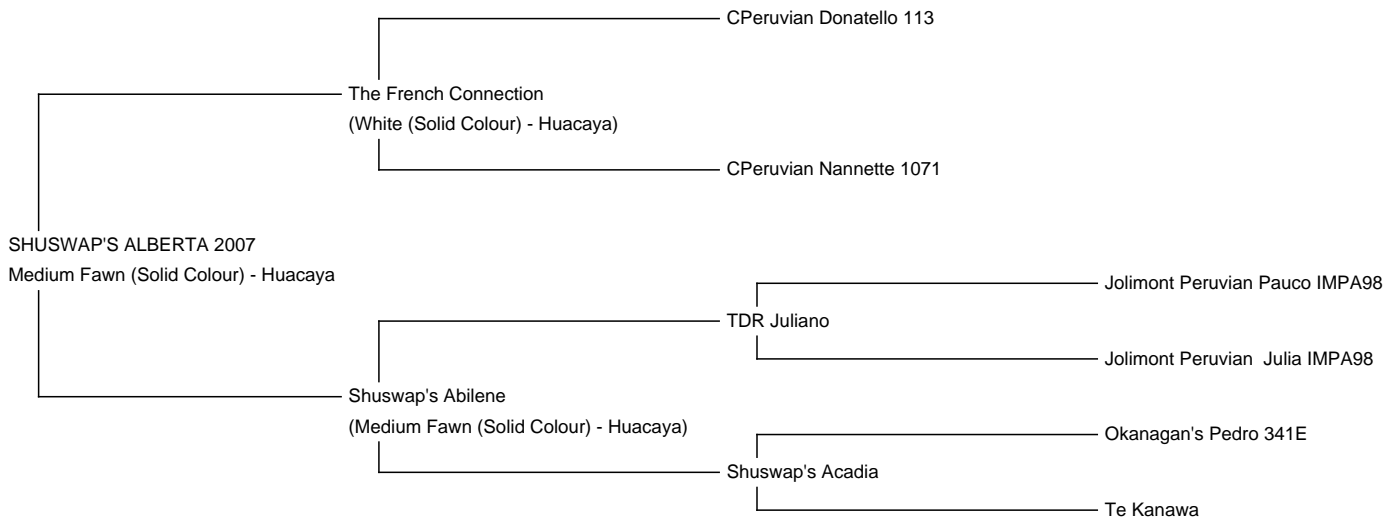 CPeruvian Donatello 113
The French Connection
(White (Solid Colour) - Huacaya)
CPeruvian Nannette 1071
SHUSWAP'S ALBERTA 2007
Medium Fawn (Solid Colour) - Huacaya
Jolimont Peruvian Pauco IMPA98
TDR Juliano
Jolimont Peruvian  Julia IMPA98
Shuswap's Abilene
(Medium Fawn (Solid Colour) - Huacaya)
Okanagan's Pedro 341E
Shuswap's Acadia
Te Kanawa